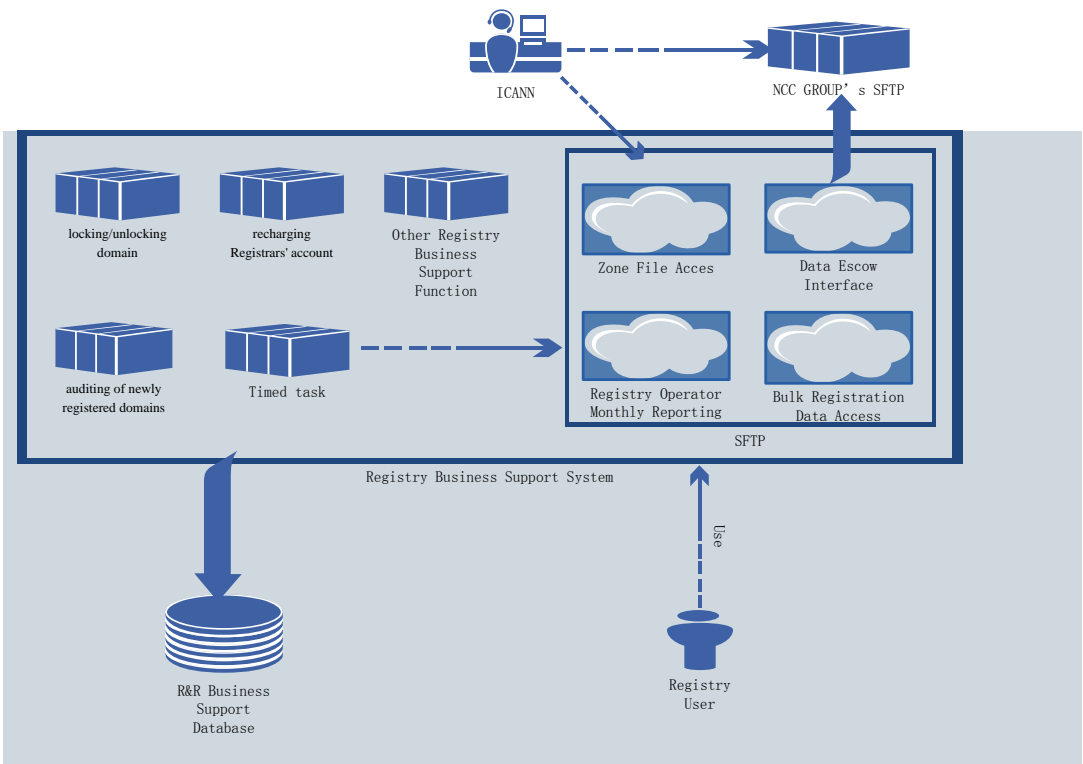 ICANN
NCC GROUP’s SFTP
locking/unlocking
domain
recharging
Registrars' account
Other Registry
Business
Support
Function
Zone File Acces
Data Escow
Interface
auditing of newly
registered domains
Timed task
Registry Operator
Monthly Reporting
Bulk Registration
Data Access
SFTP
Registry Business Support System
Use
R&R Business
Support
Database
Registry
User